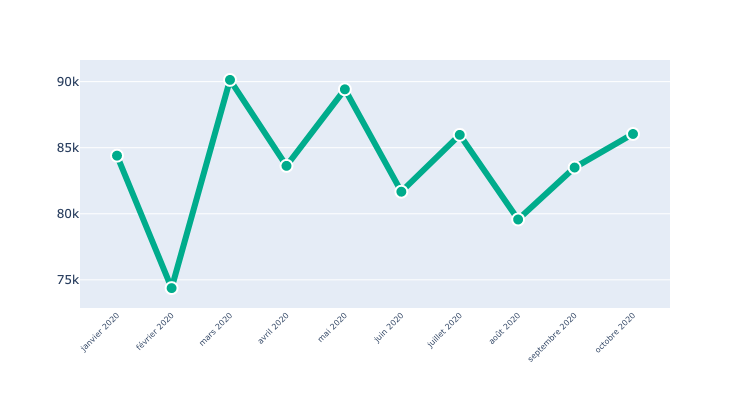 90k
85k
80k
75k
janvier 2020
février 2020
mars 2020
avril 2020
mai 2020
juin 2020
juillet 2020
août 2020
septembre 2020
octobre 2020